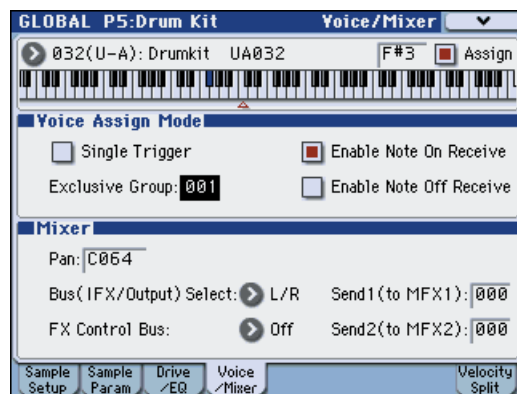 GLOBAL P5:Drum Kit Voice/Mixer
032(U-A): Drumkit UA032 F#3 Assign
Voice Assign Mode
Single Trigger Enable Note On Receive
Exclusive Group: 001 Enable Note Off Receive
Mixer
Pan: C064
Bus(IFX/Output) Select: L/R Send1(to MFX1): 000
FX Control Bus: Off Send2(to MFX2): 000
Sample Setup Sample Param Drive /EQ Voice /Mixer Velocity Split